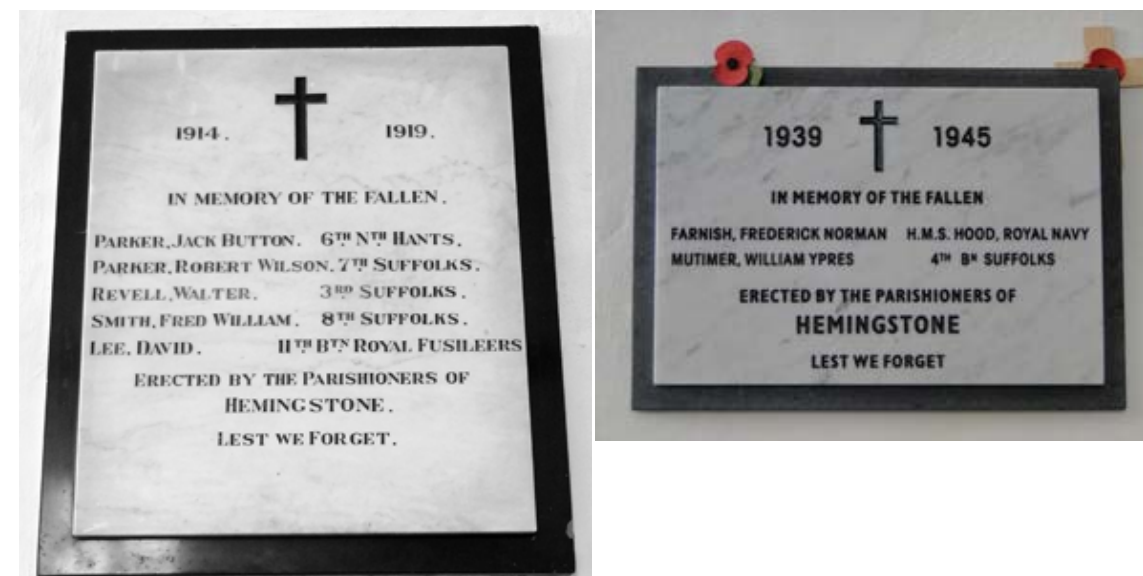 1914. 1919.
IN MEMORY OF THE FALLEN.
PARKER, JACK BUTTON. 6TH NTH HANTS.
PARKER, ROBERT WILSON. 7TH SUFFOLKS.
REVELL, WALTER. 3RD SUFFOLKS.
SMITH, FRED WILLIAM. 8TH SUFFOLKS.
LEE, DAVID. 11TH BTN ROYAL FUSILEERS
ERECTED BY THE PARISHIONERS OF
HEMINGSTONE.
LEST WE FORGET.
1939 1945
IN MEMORY OF THE FALLEN
FARNISH, FREDERICK NORMAN H.M.S. HOOD, ROYAL NAVY
MUTIMER, WILLIAM YPRES 4TH BN SUFFOLKS
ERECTED BY THE PARISHIONERS OF
HEMINGSTONE
LEST WE FORGET